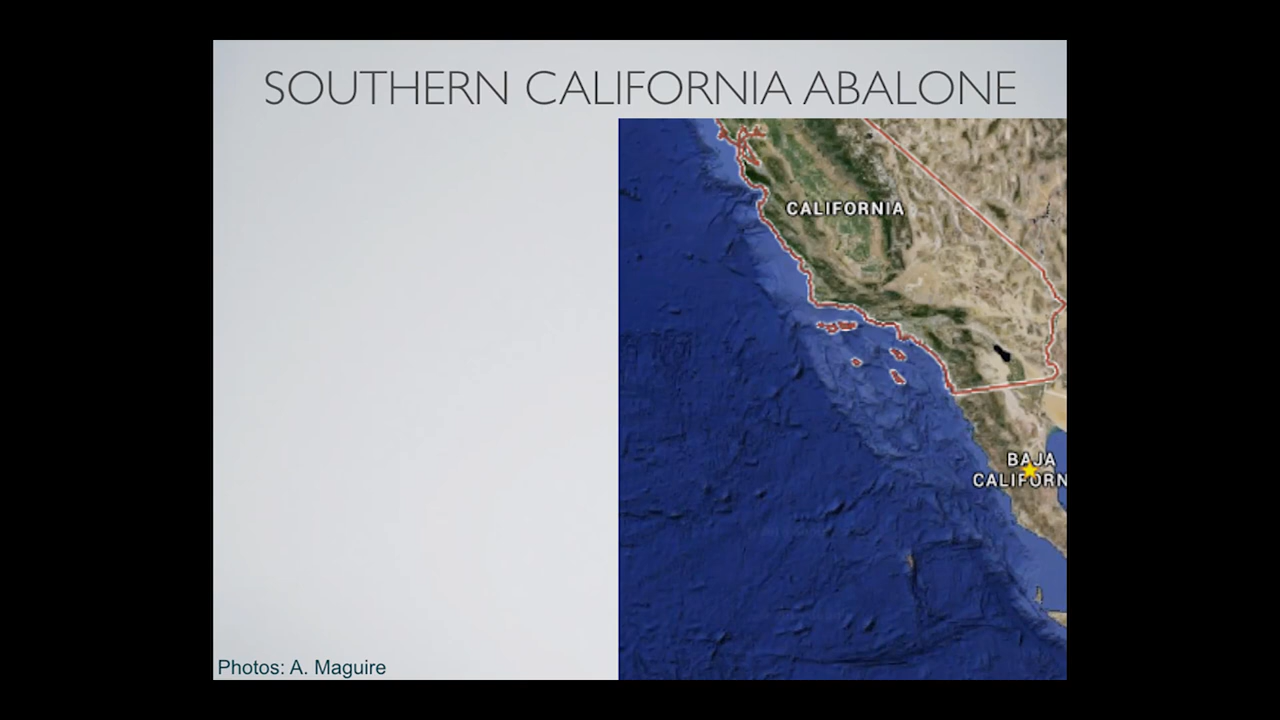 SOUTHERN CALIFORNIA ABALONE
CALIFORNIA
BAJA
CALIFORN
Photos: A. Maguire